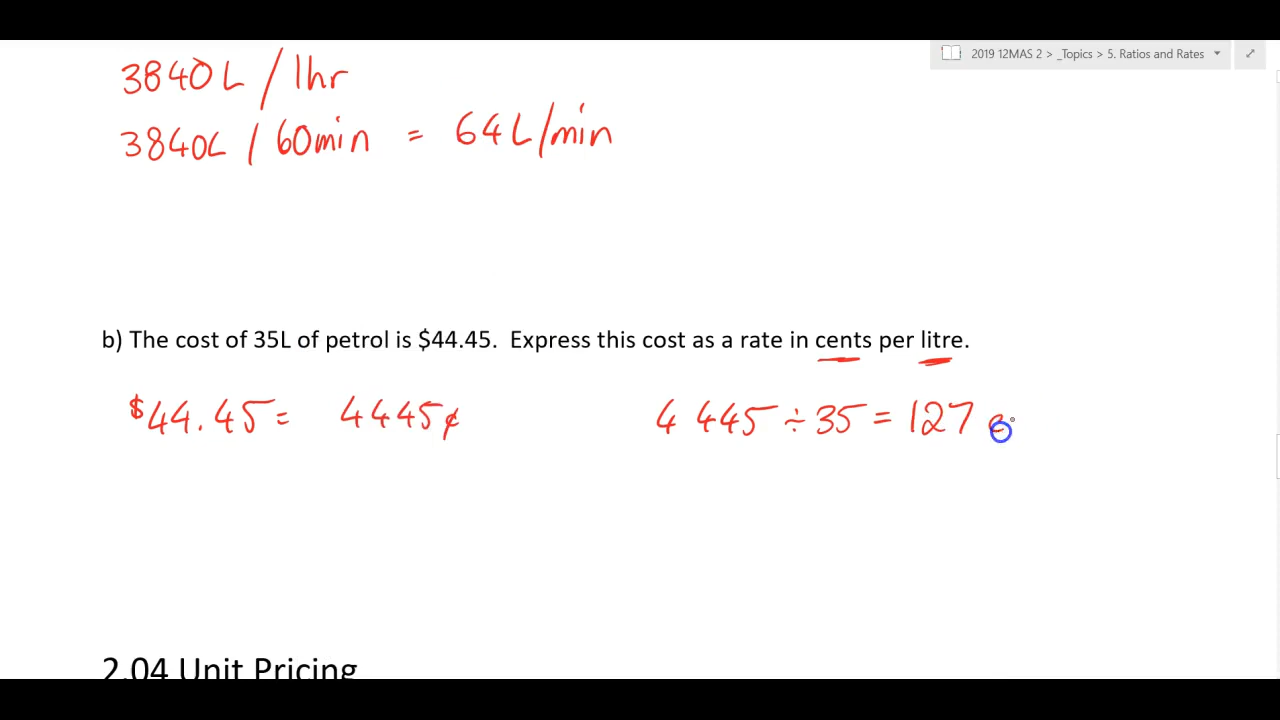 2019 12MAS 2 > _Topics > 5. Ratios and Rates
3840L / 1hr
3840L / 60min = 64L/min
b) The cost of 35L of petrol is $44.45. Express this cost as a rate in cents per litre.
$44.45 = 4445¢ 4 445 ÷ 35 = 127 c
2.04 Unit Pricing